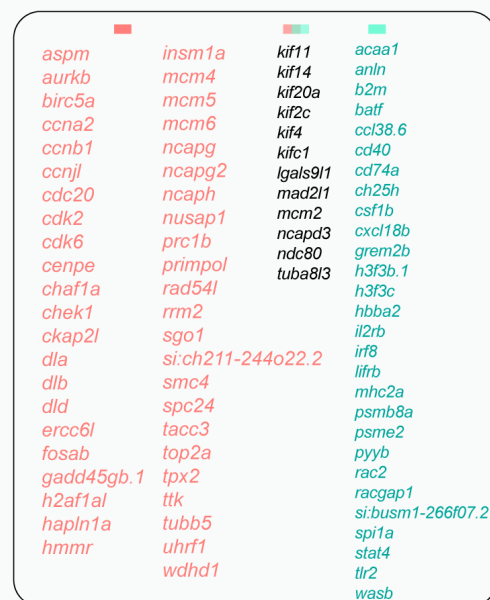 aspm
aurkb
birc5a
ccna2
ccnb1
ccnjl
cdc20
cdk2
cdk6
cenpe
chaf1a
chek1
ckap2l
dla
dlb
dld
ercc6l
fosab
gadd45gb.1
h2af1al
hapln1a
hmmr
insm1a
mcm4
mcm5
mcm6
ncapg
ncapg2
ncaph
nusap1
prc1b
primpol
rad54l
rrm2
sgo1
si:ch211-244o22.2
smc4
spc24
tacc3
top2a
tpx2
ttk
tubb5
uhrf1
wdhd1
kif11
kif14
kif20a
kif2c
kif4
kifc1
lgals9l1
mad2l1
mcm2
ncapd3
ndc80
tuba8l3
acaa1
anln
b2m
batf
ccl38.6
cd40
cd74a
ch25h
csf1b
cxcl18b
grem2b
h3f3b.1
h3f3c
hbba2
il2rb
irf8
lifrb
mhc2a
psmb8a
psme2
pyyb
rac2
racgap1
si:busm1-266f07.2
spi1a
stat4
tlr2
wasb